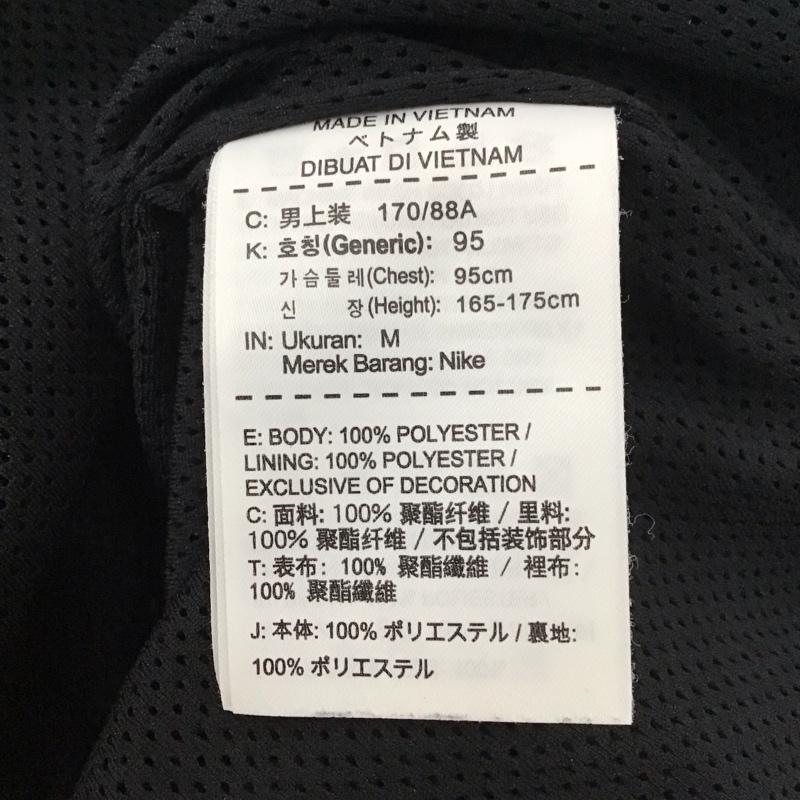 MADE IN VIETNAM
ベトナム製
DIBUAT DI VIETNAM
C: 男上装 170/88A
K: 호칭(Generic): 95
가슴둘레(Chest): 95cm
신 장(Height): 165-175cm
IN: Ukuran: M
Merek Barang: Nike
E: BODY: 100% POLYESTER /
LINING: 100% POLYESTER /
EXCLUSIVE OF DECORATION
C: 面料: 100% 聚酯纤维 / 里料:
100% 聚酯纤维 / 不包括装饰部分
T: 表布: 100% 聚酯纖維 / 裡布:
100% 聚酯纖維
J: 本体: 100% ポリエステル / 裏地:
100% ポリエステル